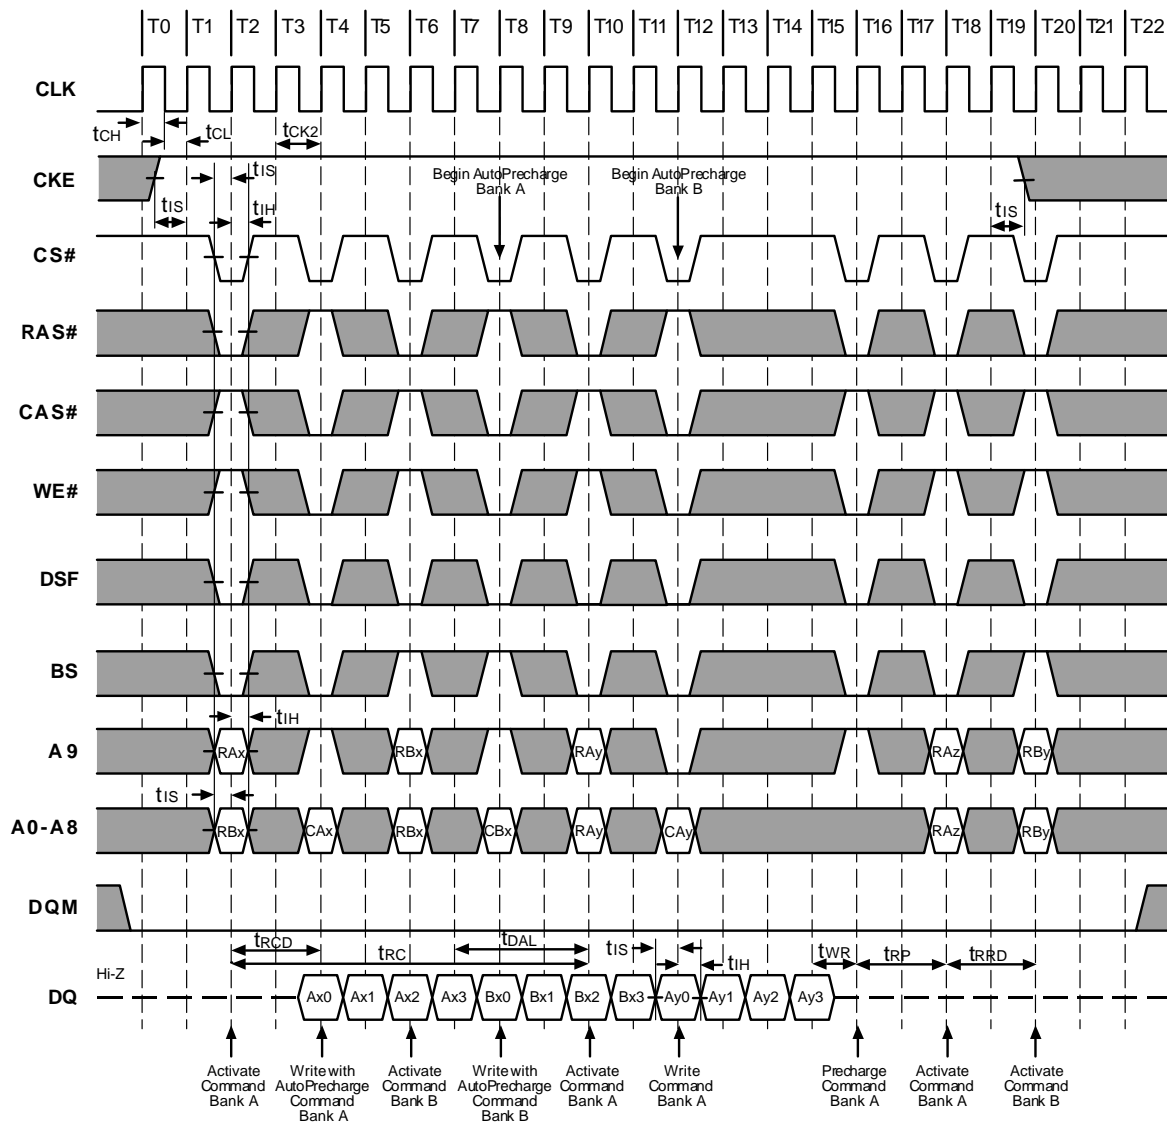 T0 T1 T2 T3 T4 T5 T6 T7 T8 T9 T10 T11 T12 T13 T14 T15 T16 T17 T18 T19 T20 T21 T22
CLK
tCH tCL tCK2
CKE
tIS
Begin AutoPrecharge
Bank A
Begin AutoPrecharge
Bank B
tIS
tIH
tIS
CS#
RAS#
CAS#
WE#
DSF
BS
tIH
A9
RAx RBx RAy RAz RBy
tIS
A0-A8
RBx CAx RBx CBx RAy CAy RAz RBy
DQM
tRCD tDAL tIS tWR
tRC tIH tRP tRRD
Hi-Z
DQ
Ax0 Ax1 Ax2 Ax3 Bx0 Bx1 Bx2 Bx3 Ay0 Ay1 Ay2 Ay3
Activate
Command
Bank A
Write with
AutoPrecharge
Command
Bank A
Activate
Command
Bank B
Write with
AutoPrecharge
Command
Bank B
Activate
Command
Bank A
Write
Command
Bank A
Precharge
Command
Bank A
Activate
Command
Bank A
Activate
Command
Bank B